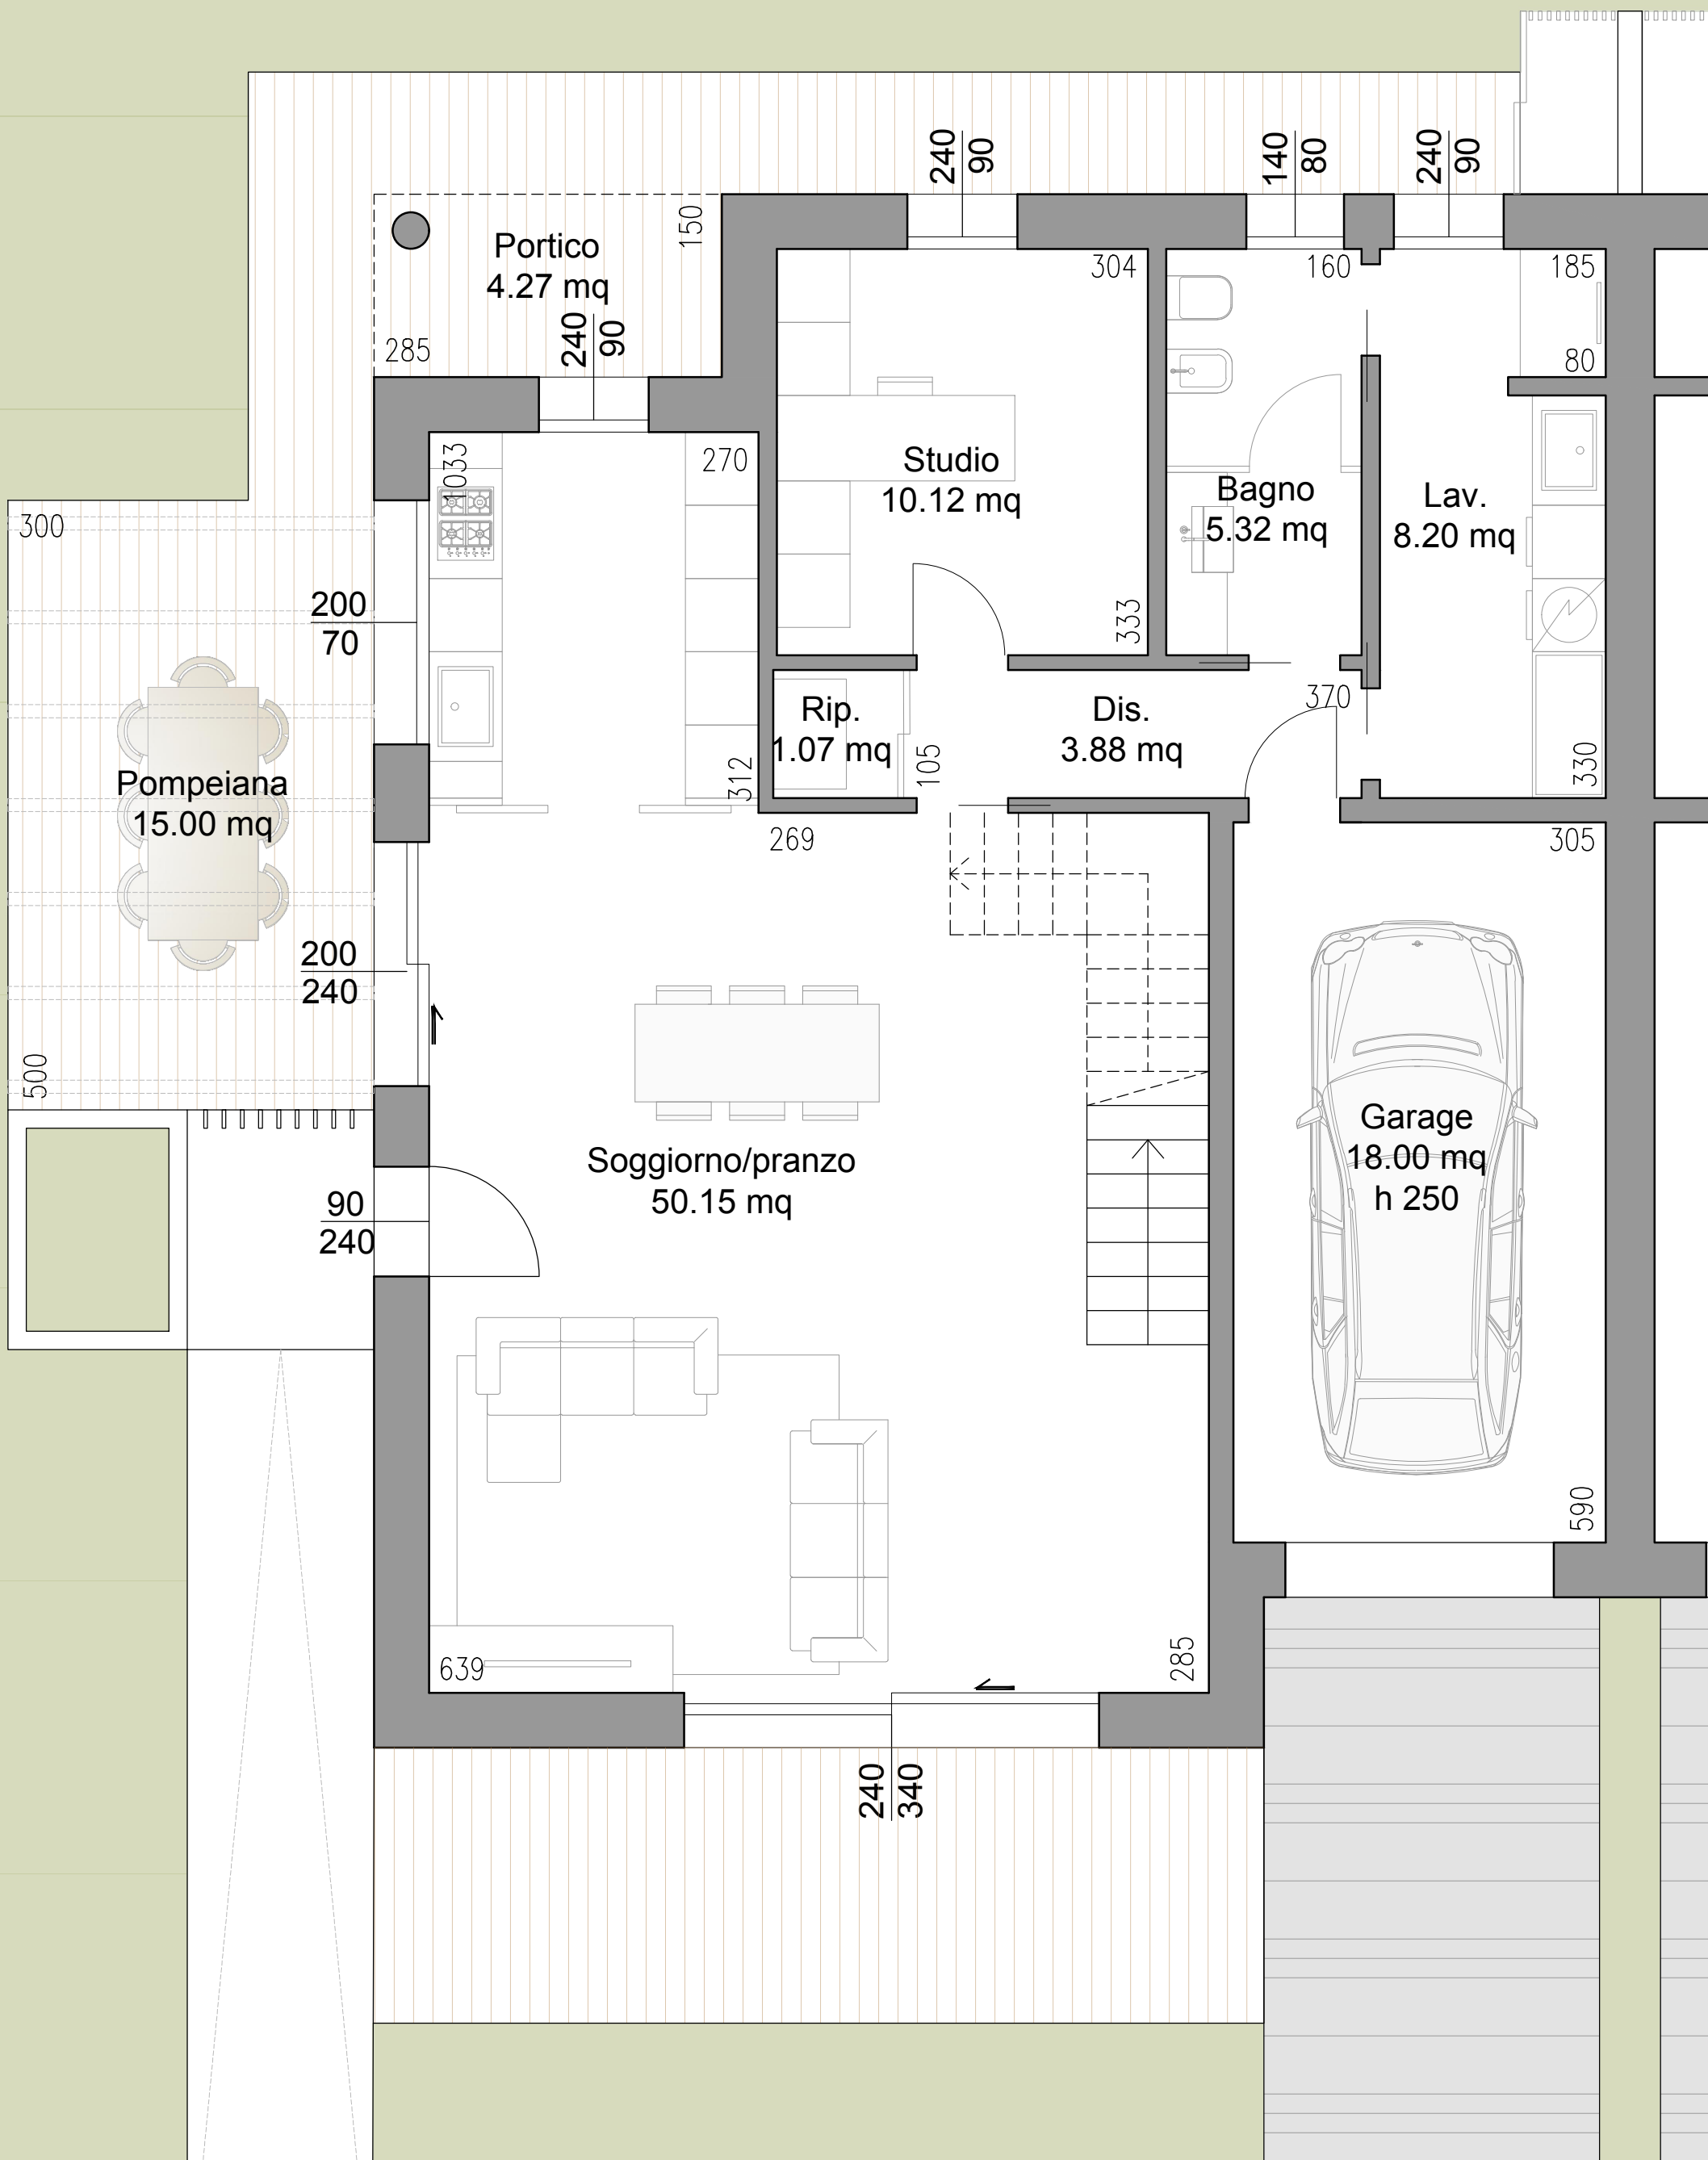 240
90
140
80
240
90
Portico
4.27 mq
150
285
240
90
304
160
185
80
1033
270
Studio
10.12 mq
Bagno
5.32 mq
Lav.
8.20 mq
300
200
70
333
Rip.
1.07 mq
Dis.
3.88 mq
370
105
312
330
Pompeiana
15.00 mq
269
305
200
240
500
Soggiorno/pranzo
50.15 mq
Garage
18.00 mq
h 250
90
240
590
639
285
240
340